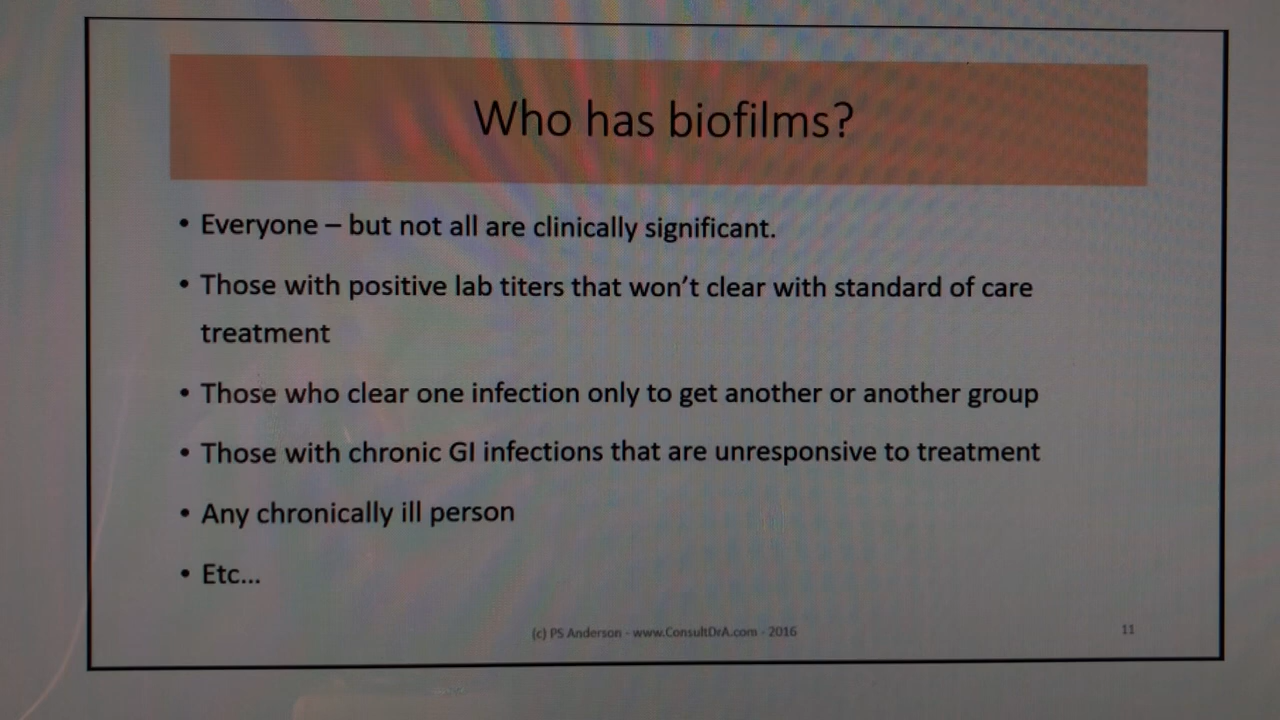 Who has biofilms?
• Everyone – but not all are clinically significant.
• Those with positive lab titers that won’t clear with standard of care
treatment
• Those who clear one infection only to get another or another group
• Those with chronic GI infections that are unresponsive to treatment
• Any chronically ill person
• Etc...
(c) PS Anderson - www.ConsultDrA.com - 2016
11